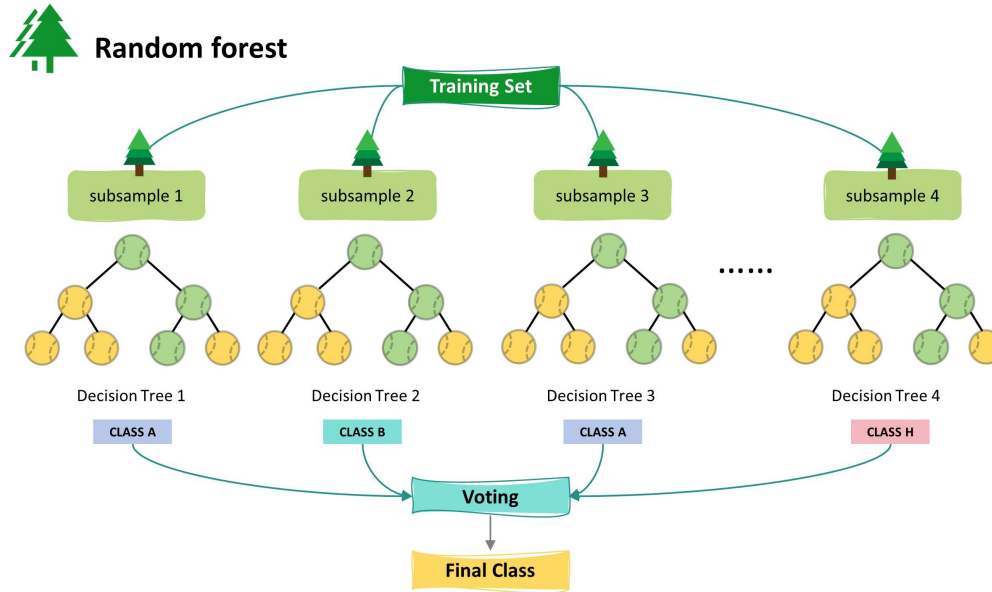 Random forest
Training Set
subsample 1
subsample 2
subsample 3
subsample 4
......
Decision Tree 1
Decision Tree 2
Decision Tree 3
Decision Tree 4
CLASS A
CLASS B
CLASS A
CLASS H
Voting
Final Class